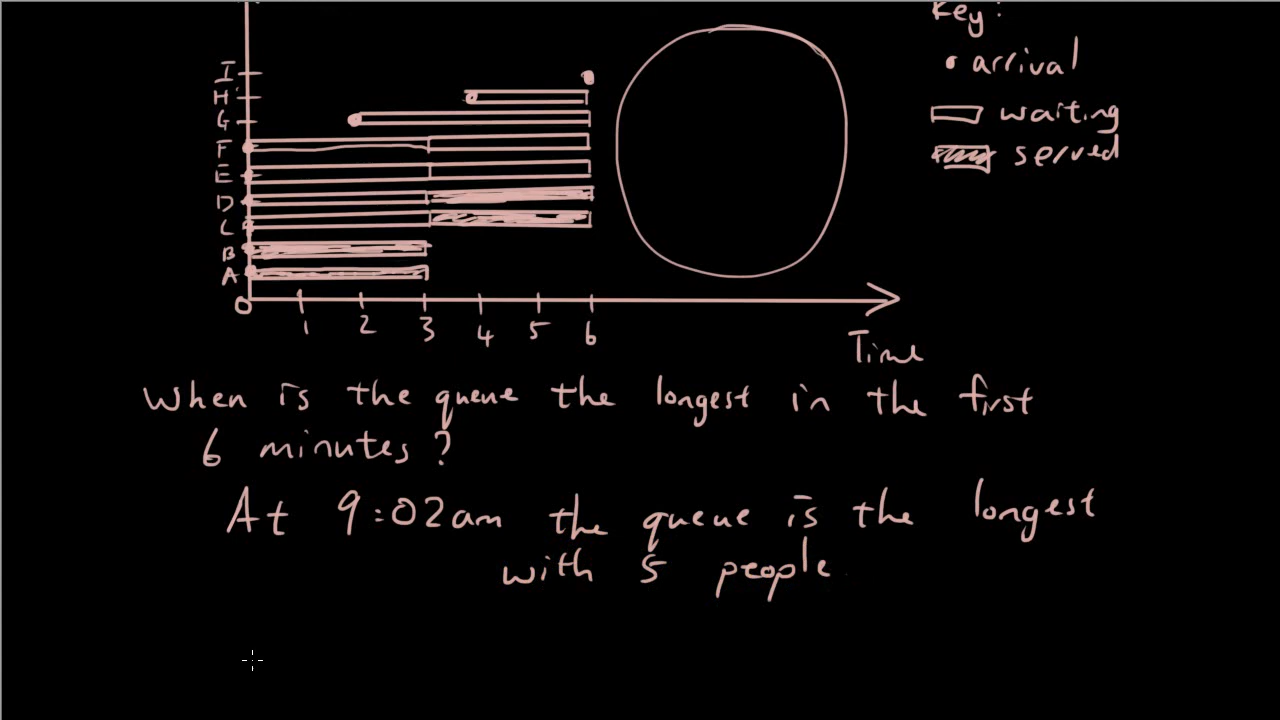 Key:
• arrival
waiting
served
I
H
G
F
E
D
C
B
A
0 1 2 3 4 5 6
Time
When is the queue the longest in the first
6 minutes?
At 9:02am the queue is the longest
with 5 people